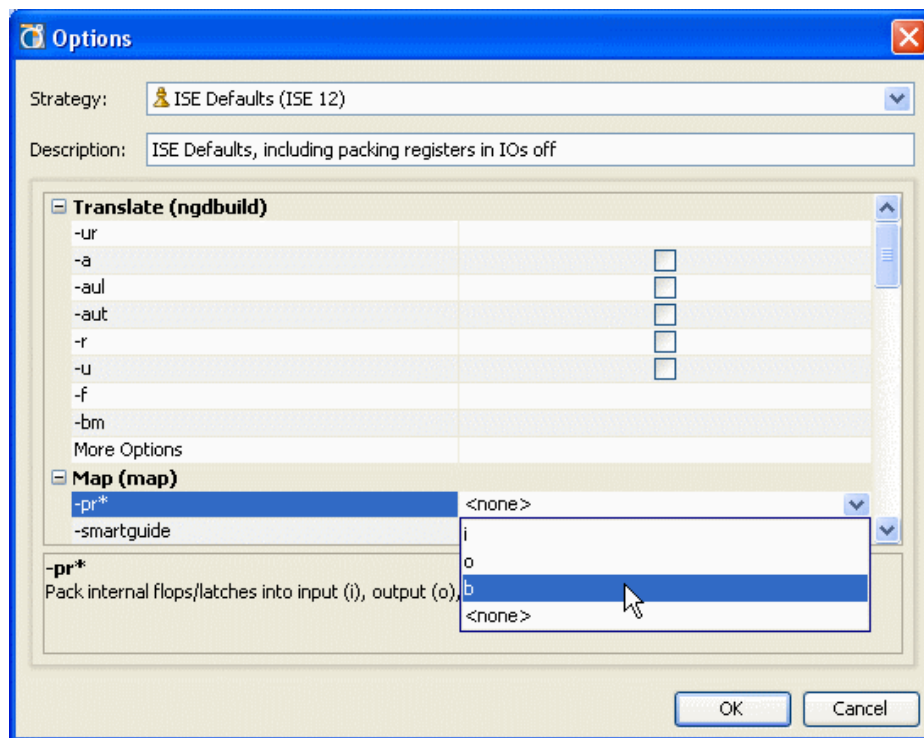 Options
Strategy: ISE Defaults (ISE 12)
Description: ISE Defaults, including packing registers in IOs off
Translate (ngdbuild)
-ur
-a
-aul
-aut
-r
-u
-f
-bm
More Options
Map (map)
-pr* <none>
-smartguide
i
o
b
<none>
-pr*
Pack internal flops/latches into input (i), output (o),
OK Cancel